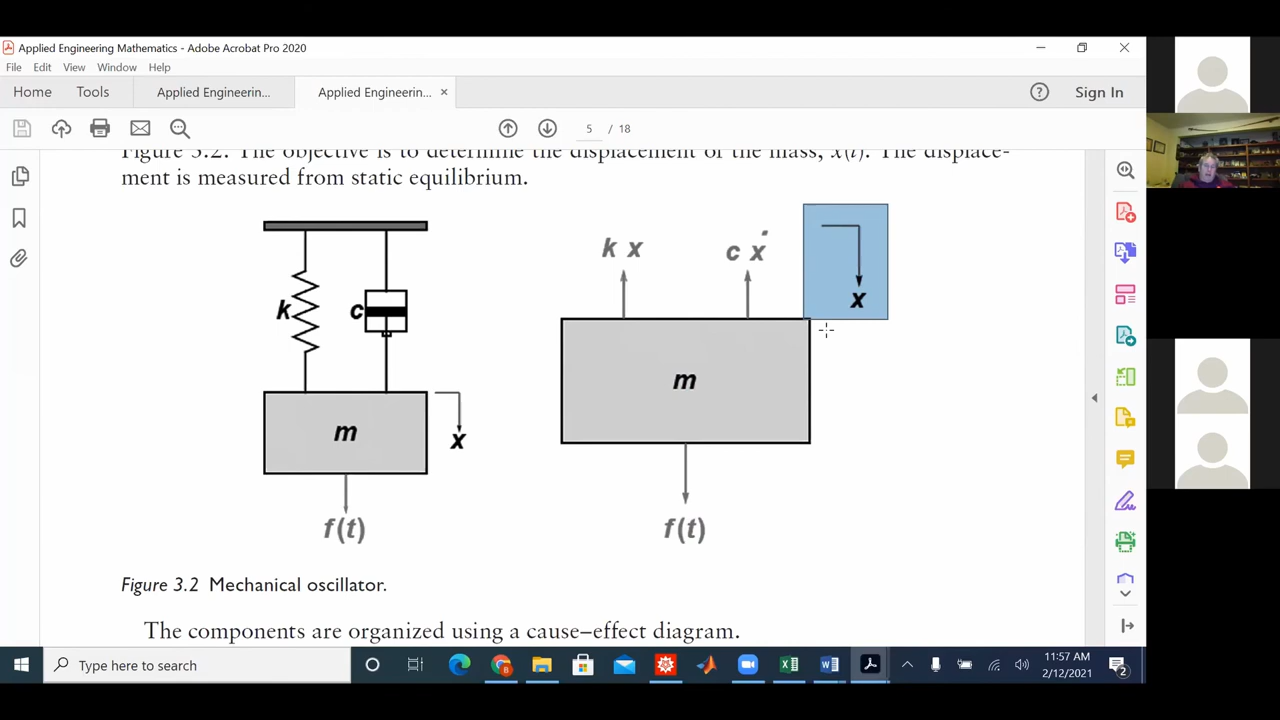 Applied Engineering Mathematics - Adobe Acrobat Pro 2020
File Edit View Window Help
Home Tools Applied Engineerin... Applied Engineerin... × ? Sign In
5 / 18
Figure 3.2. The objective is to determine the displacement of the mass, x(t). The displace-
ment is measured from static equilibrium.
k x
c ẋ
x
k
c
m
m
x
f(t)
f(t)
Figure 3.2 Mechanical oscillator.
The components are organized using a cause–effect diagram.
Type here to search
11:57 AM
2/12/2021
2